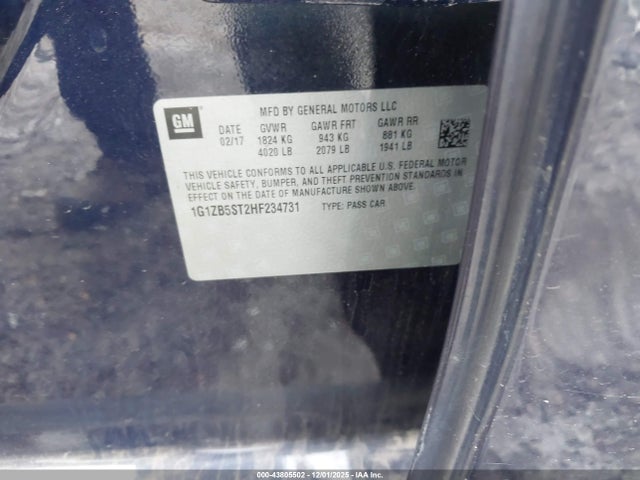 GM
MFD BY GENERAL MOTORS LLC
DATE GVWR GAWR FRT GAWR RR
02/17 1824 KG 943 KG 881 KG
4020 LB 2079 LB 1941 LB
THIS VEHICLE CONFORMS TO ALL APPLICABLE U.S. FEDERAL MOTOR
VEHICLE SAFETY, BUMPER, AND THEFT PREVENTION STANDARDS IN
EFFECT ON THE DATE OF MANUFACTURE SHOWN ABOVE.
1G1ZB5ST2HF234731 TYPE: PASS CAR
000-43805502 - 12/01/2025 - IAA Inc.